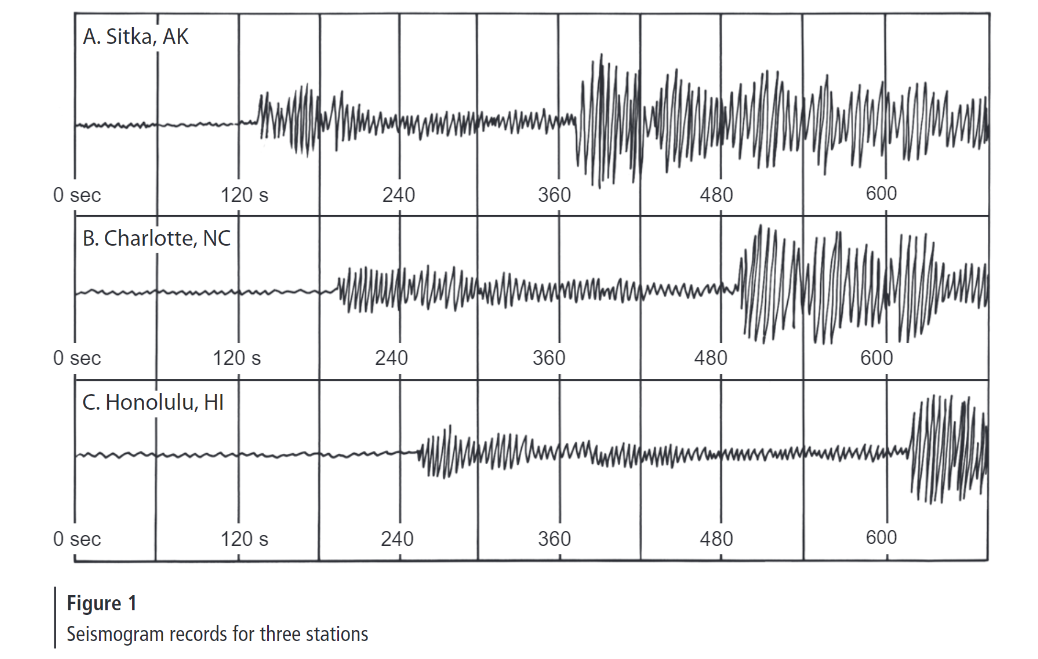 A. Sitka, AK
0 sec 120 s 240 360 480 600
B. Charlotte, NC
0 sec 120 s 240 360 480 600
C. Honolulu, HI
0 sec 120 s 240 360 480 600
Figure 1
Seismogram records for three stations